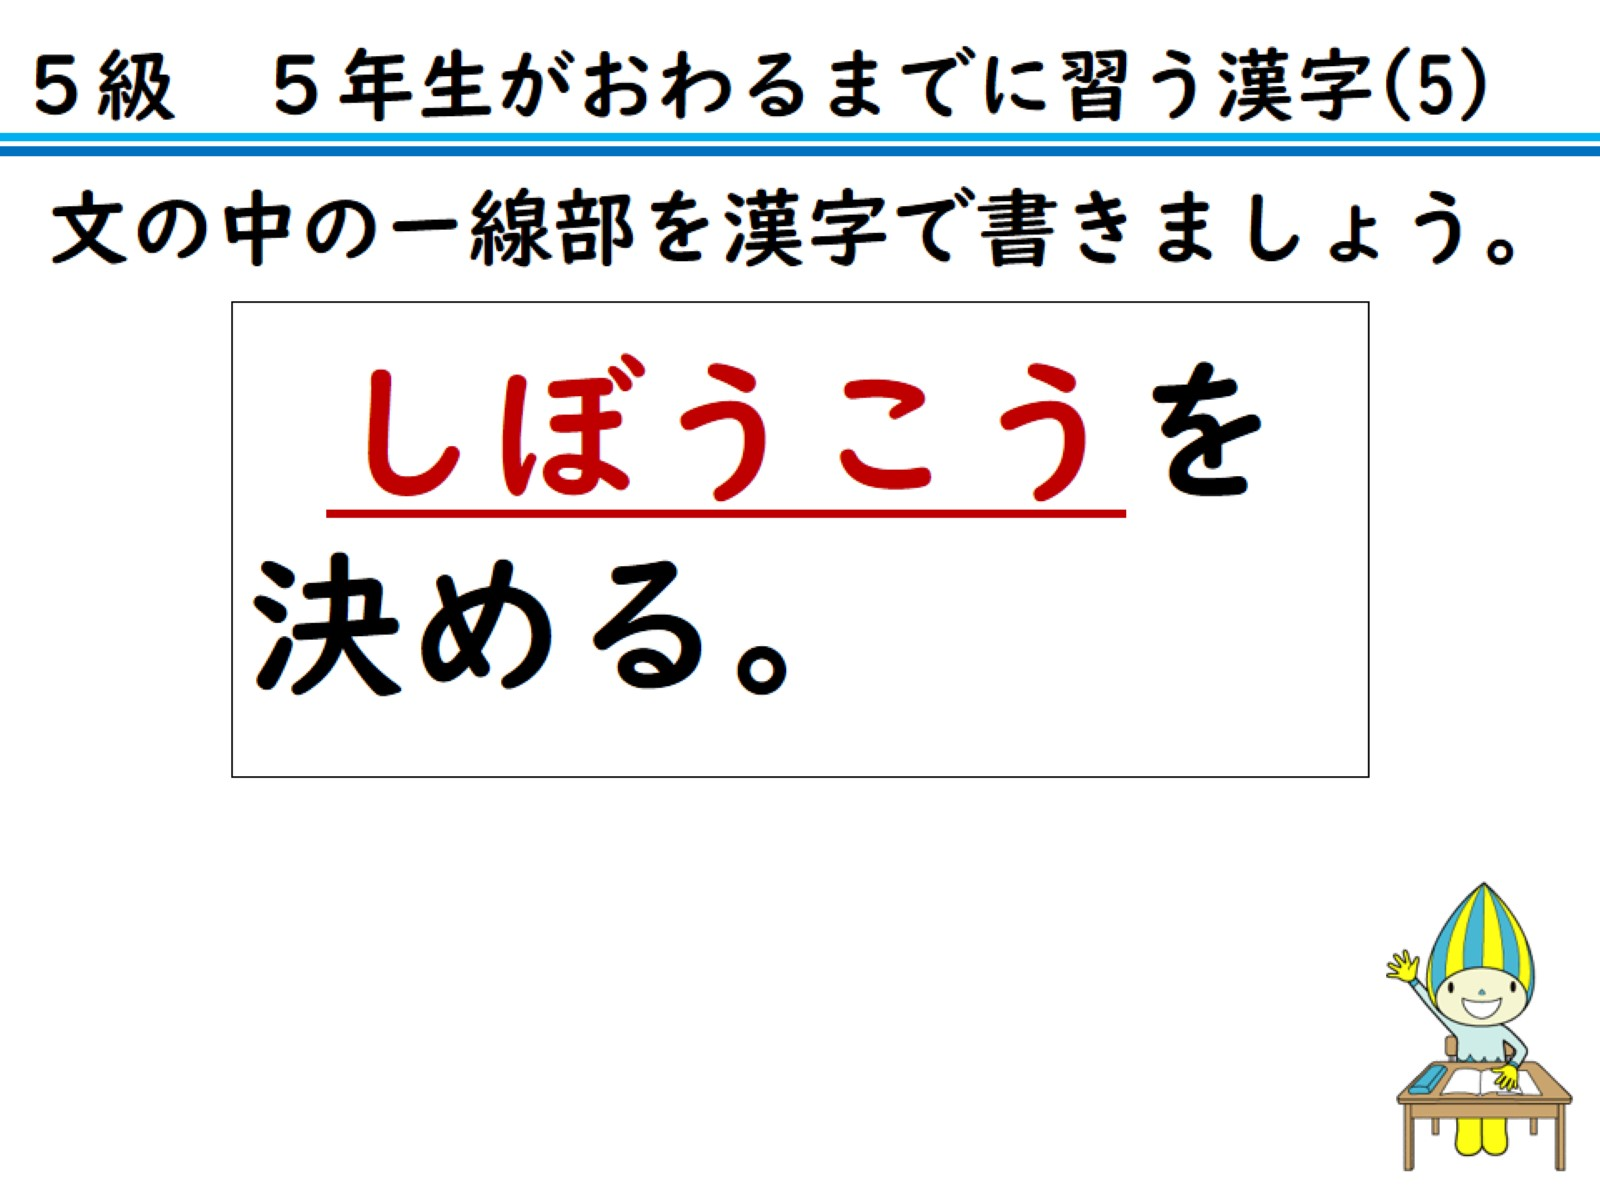 ５級　５年生がおわるまでに習う漢字(5)
文の中の一線部を漢字で書きましょう。
しぼうこうを
決める。